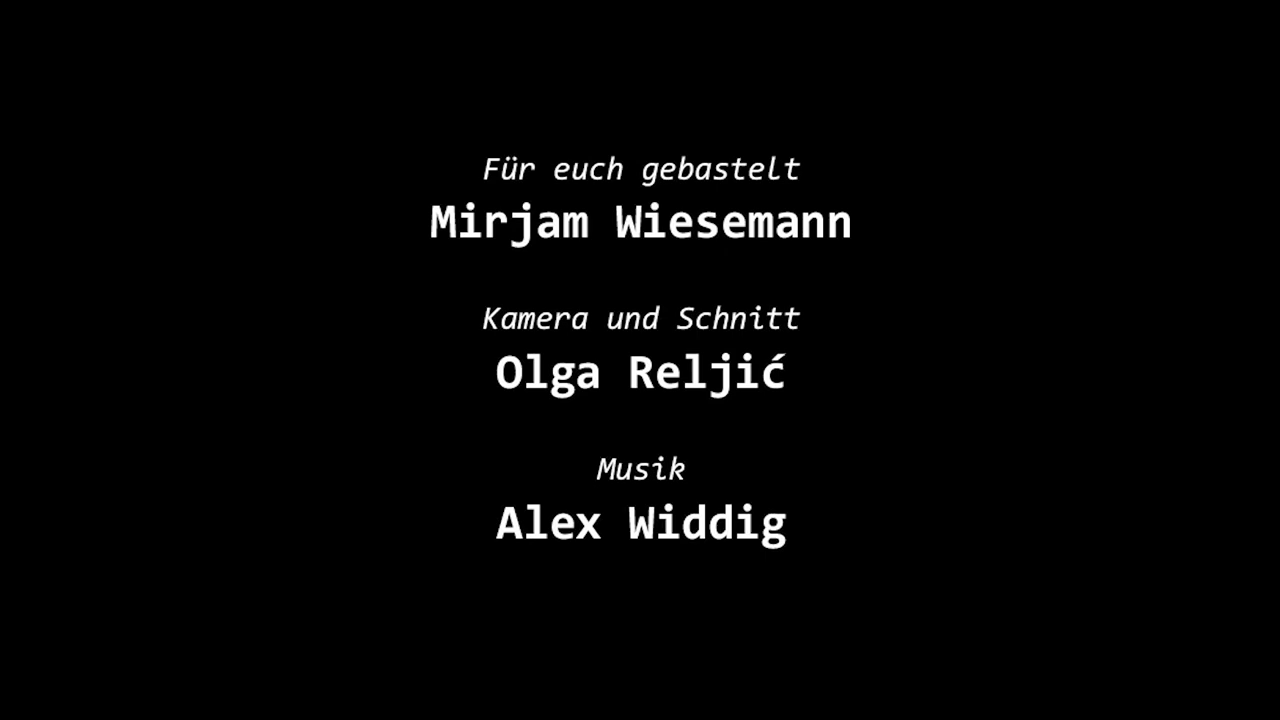 Für euch gebastelt
Mirjam Wiesemann
Kamera und Schnitt
Olga Reljić
Musik
Alex Widdig